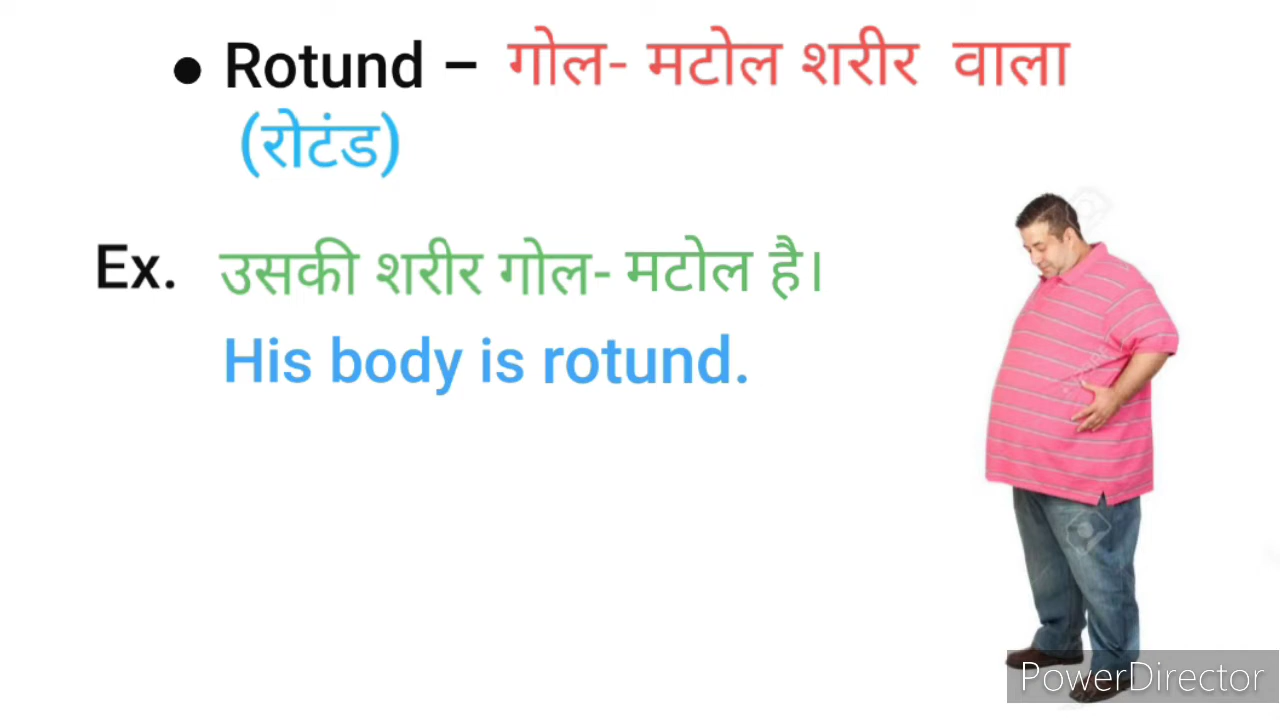 • Rotund – गोल- मटोल शरीर वाला
(रोटंड)
Ex. उसकी शरीर गोल- मटोल है।
His body is rotund.
PowerDirector